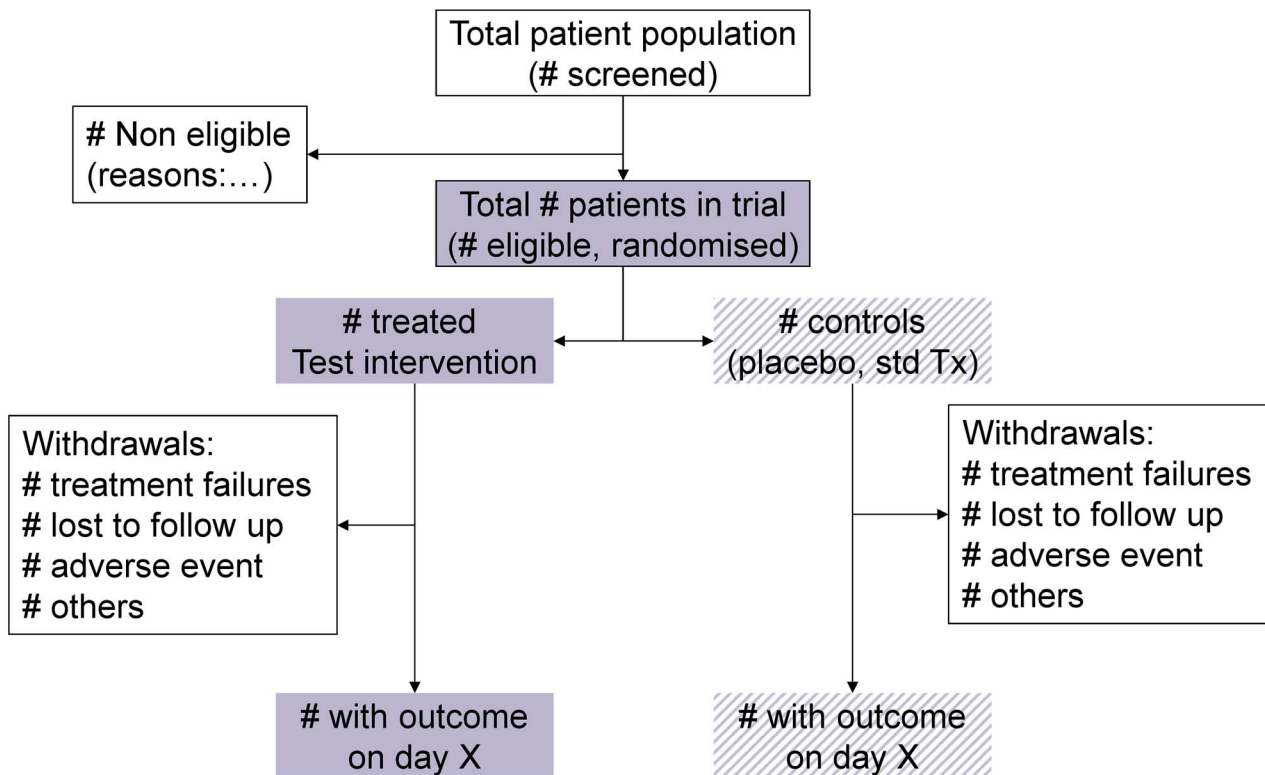 Total patient population
(# screened)
# Non eligible
(reasons:...)
Total # patients in trial
(# eligible, randomised)
# treated
Test intervention
# controls
(placebo, std Tx)
Withdrawals:
# treatment failures
# lost to follow up
# adverse event
# others
Withdrawals:
# treatment failures
# lost to follow up
# adverse event
# others
# with outcome
on day X
# with outcome
on day X